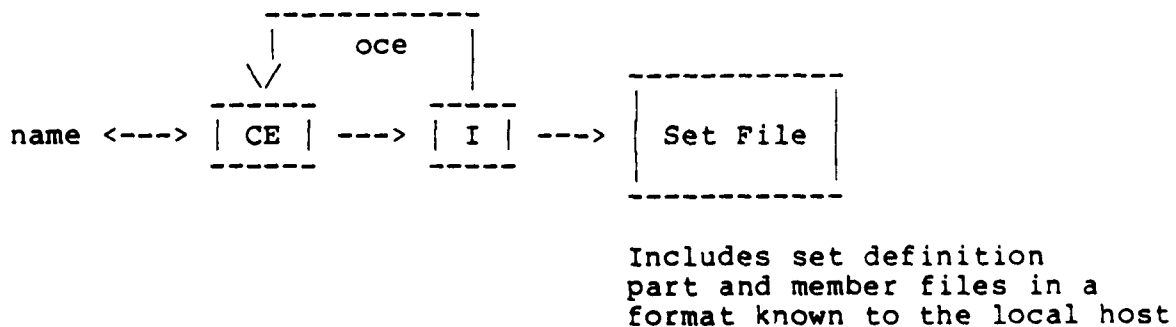 oce
name <---> | CE | ---> | I | ---> | Set File |
Includes set definition
part and member files in a
format known to the local host